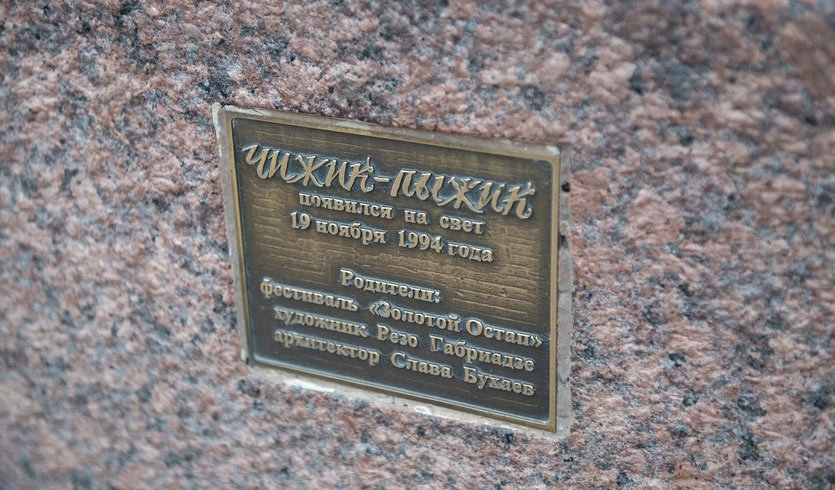 Чижик-Пыжик
появился на свет
19 ноября 1994 года
Родители:
фестиваль «Золотой Остап»
художник Резо Габриадзе
архитектор Слава Бухаев